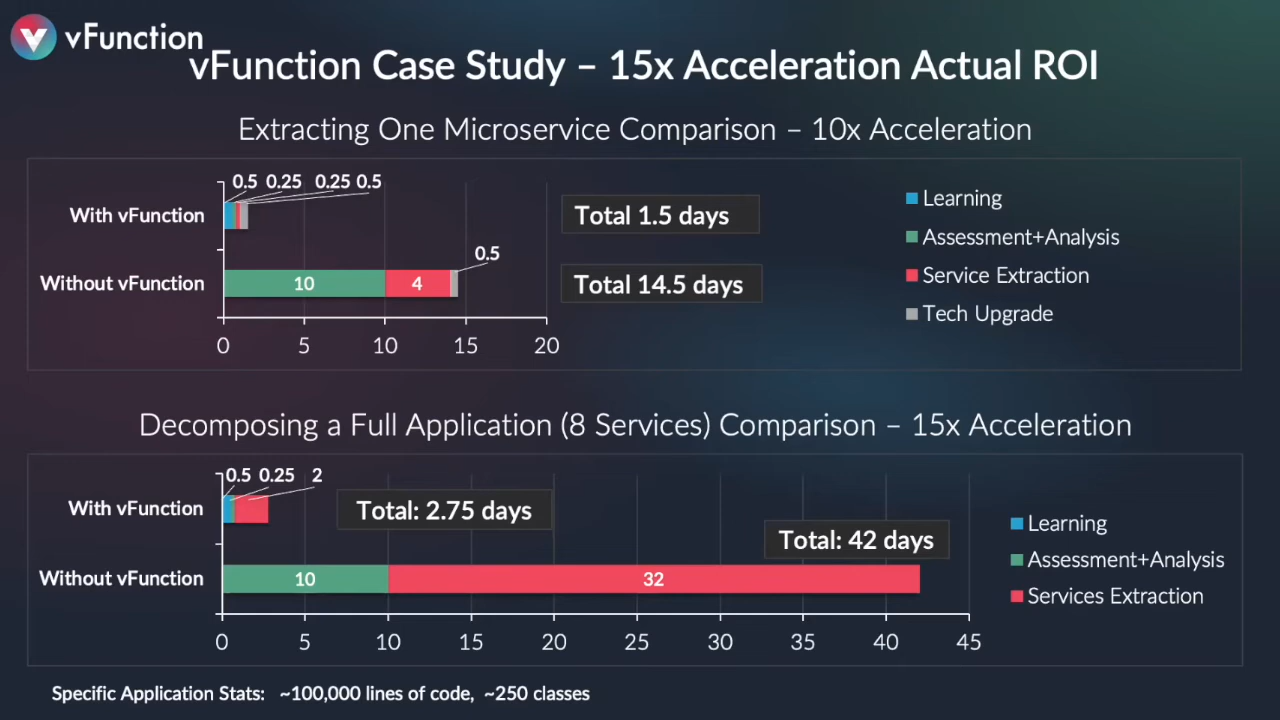 vFunction
vFunction Case Study – 15x Acceleration Actual ROI
Extracting One Microservice Comparison – 10x Acceleration
0.5 0.25 0.25 0.5
With vFunction
Total 1.5 days
0.5
Without vFunction
10 4
Total 14.5 days
0 5 10 15 20
Learning
Assessment+Analysis
Service Extraction
Tech Upgrade
Decomposing a Full Application (8 Services) Comparison – 15x Acceleration
0.5 0.25 2
With vFunction
Total: 2.75 days
Total: 42 days
Without vFunction
10 32
0 5 10 15 20 25 30 35 40 45
Learning
Assessment+Analysis
Services Extraction
Specific Application Stats: ~100,000 lines of code, ~250 classes